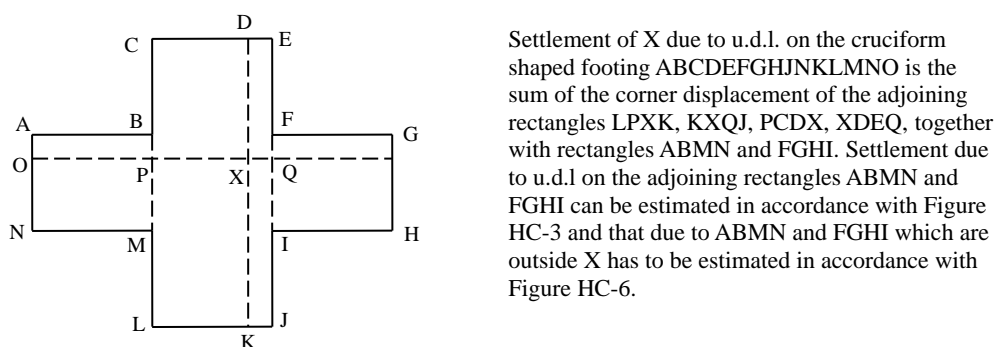 D
C
E
A
B
F
G
O
P
X
Q
N
M
I
H
L
J
K
Settlement of X due to u.d.l. on the cruciform
shaped footing ABCDEFGHJNKLMNO is the
sum of the corner displacement of the adjoining
rectangles LPXK, KXQJ, PCDX, XDEQ, together
with rectangles ABMN and FGHI. Settlement due
to u.d.l on the adjoining rectangles ABMN and
FGHI can be estimated in accordance with Figure
HC-3 and that due to ABMN and FGHI which are
outside X has to be estimated in accordance with
Figure HC-6.